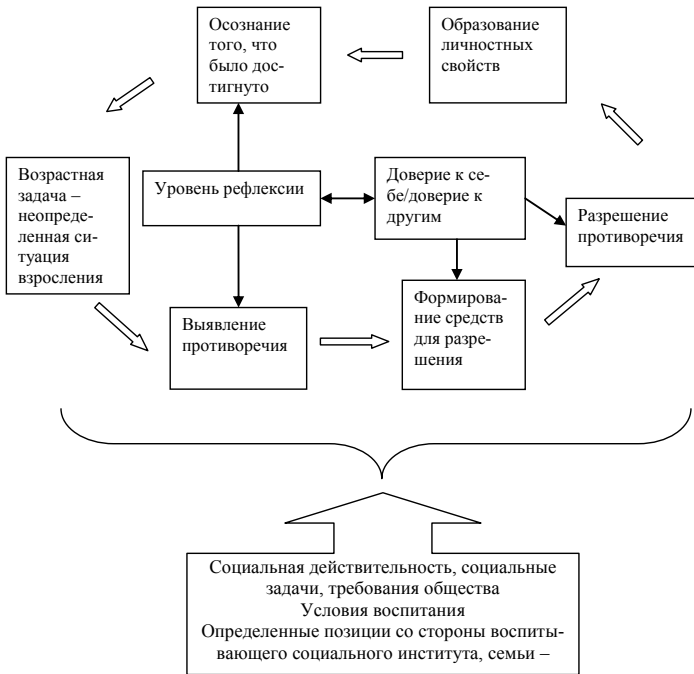 Осознание
того, что
было дос-
тигнуто
Образование
личностных
свойств
Возрастная
задача –
неопреде-
ленная си-
туация
взросления
Уровень рефлексии
Доверие к се-
бе/доверие к
другим
Разрешение
противоречия
Выявление
противоречия
Формирова-
ние средств
для разре-
шения
Социальная действительность, социальные
задачи, требования общества
Условия воспитания
Определенные позиции со стороны воспиты-
вающего социального института, семьи –